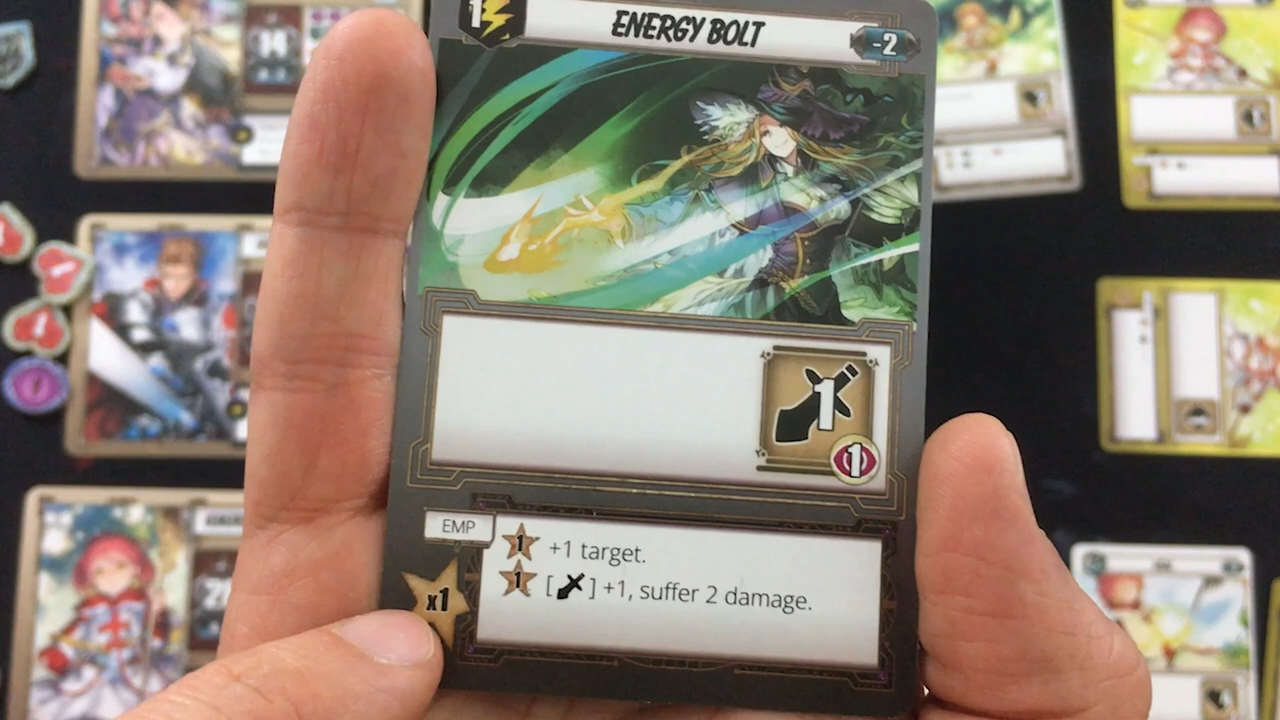 1 ENERGY BOLT -2
1
1
EMP
1 +1 target.
x1
1 [ ] +1, suffer 2 damage.